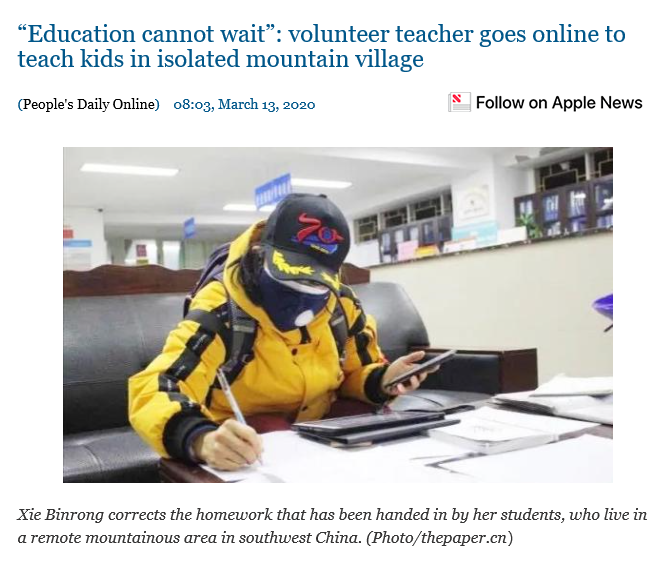 “Education cannot wait”: volunteer teacher goes online to
teach kids in isolated mountain village
(People's Daily Online) 08:03, March 13, 2020
Follow on Apple News
70
Xie Binrong corrects the homework that has been handed in by her students, who live in
a remote mountainous area in southwest China. (Photo/thepaper.cn)